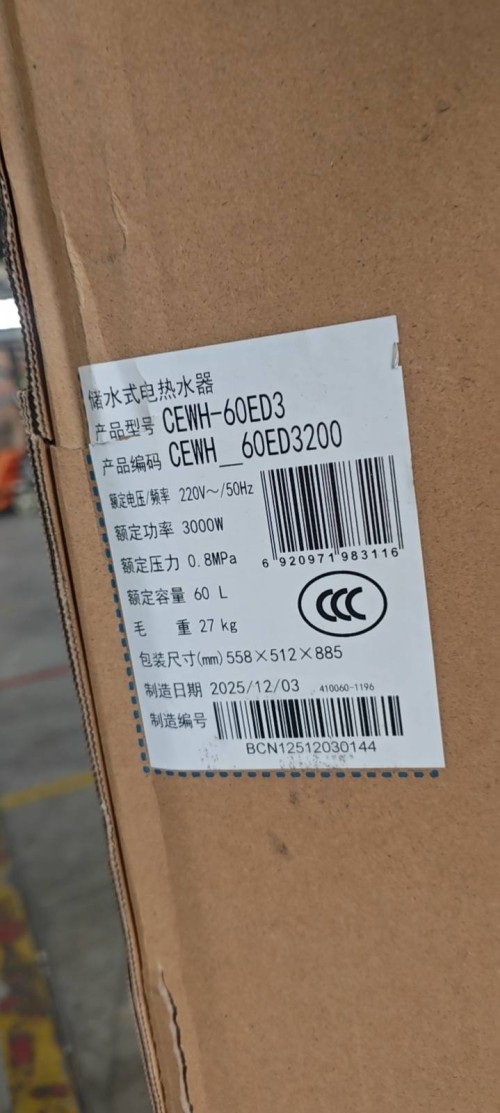 储水式电热水器
产品型号 CEWH-60ED3
产品编码 CEWH__60ED3200
额定电压/频率 220V～/50Hz
额定功率 3000W
额定压力 0.8MPa
6 920971 983116
额定容量 60 L
CCC
毛 重 27 kg
包装尺寸(mm) 558×512×885
制造日期 2025/12/03 410060-1196
制造编号
BCN12512030144